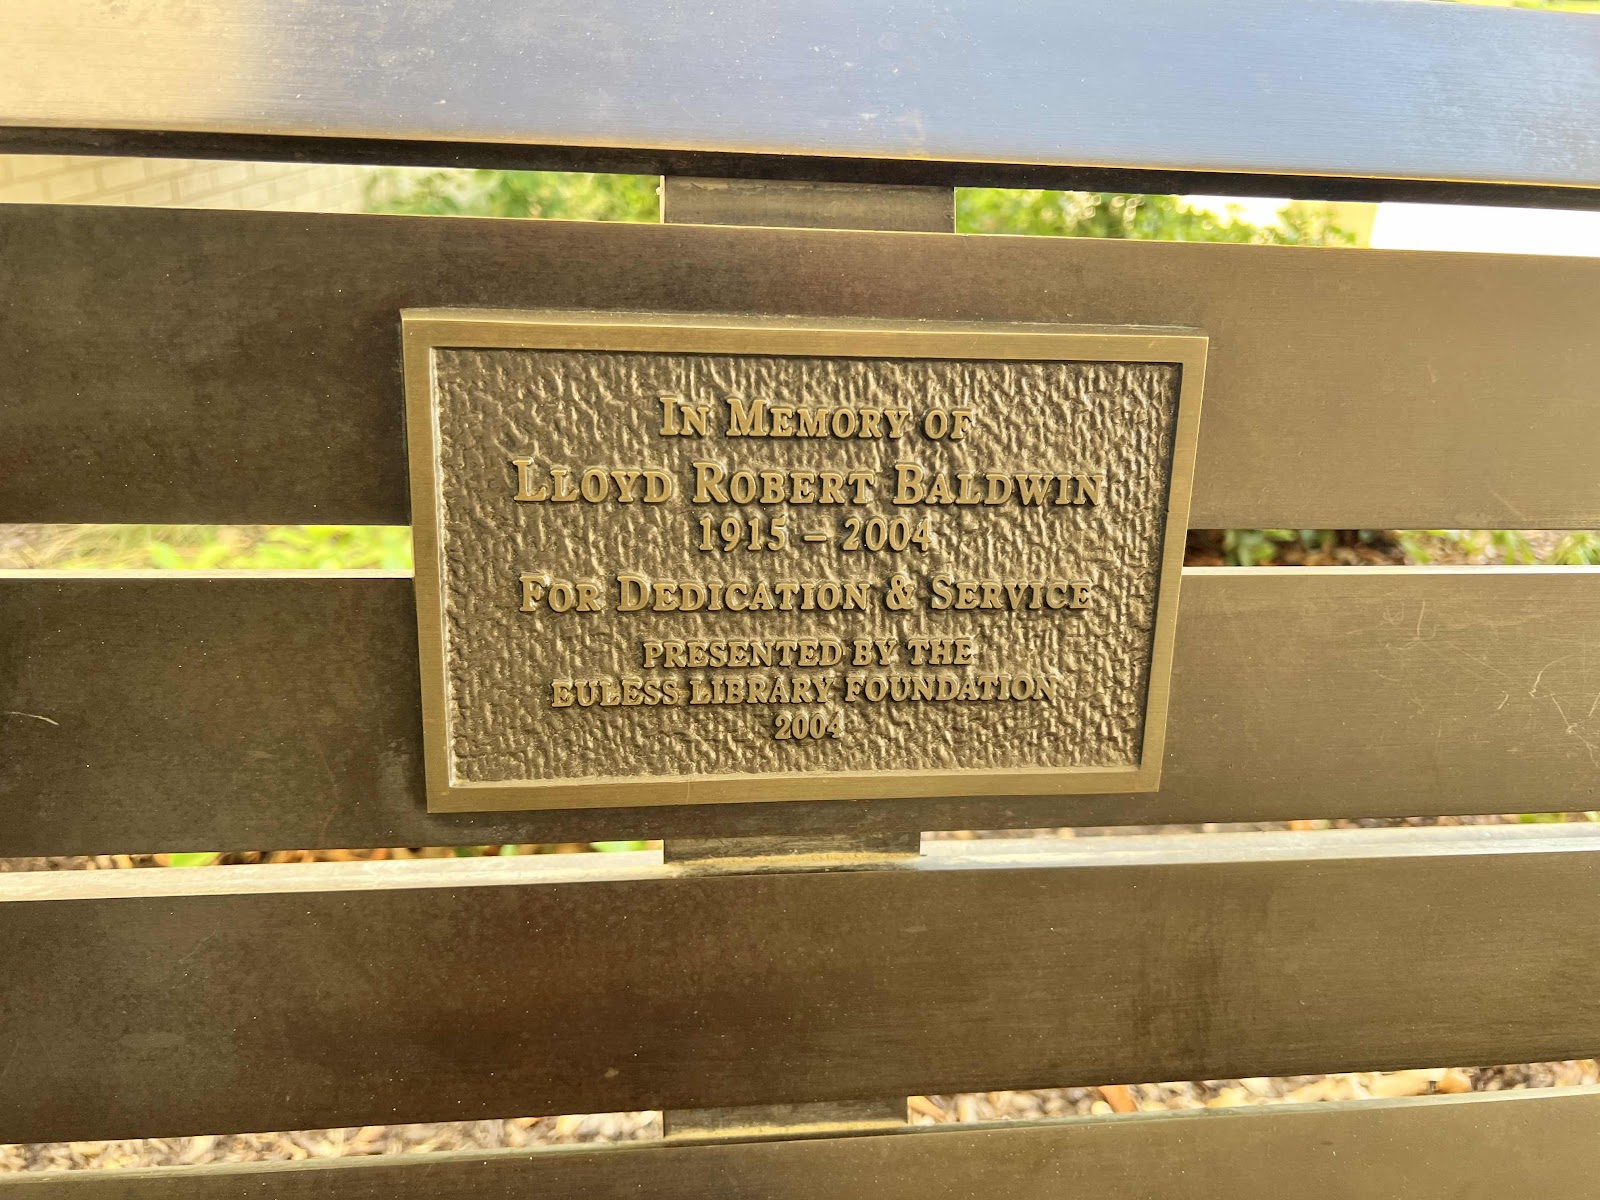 In Memory of
Lloyd Robert Baldwin
1915 – 2004
For Dedication & Service
PRESENTED BY THE
EULESS LIBRARY FOUNDATION
2004